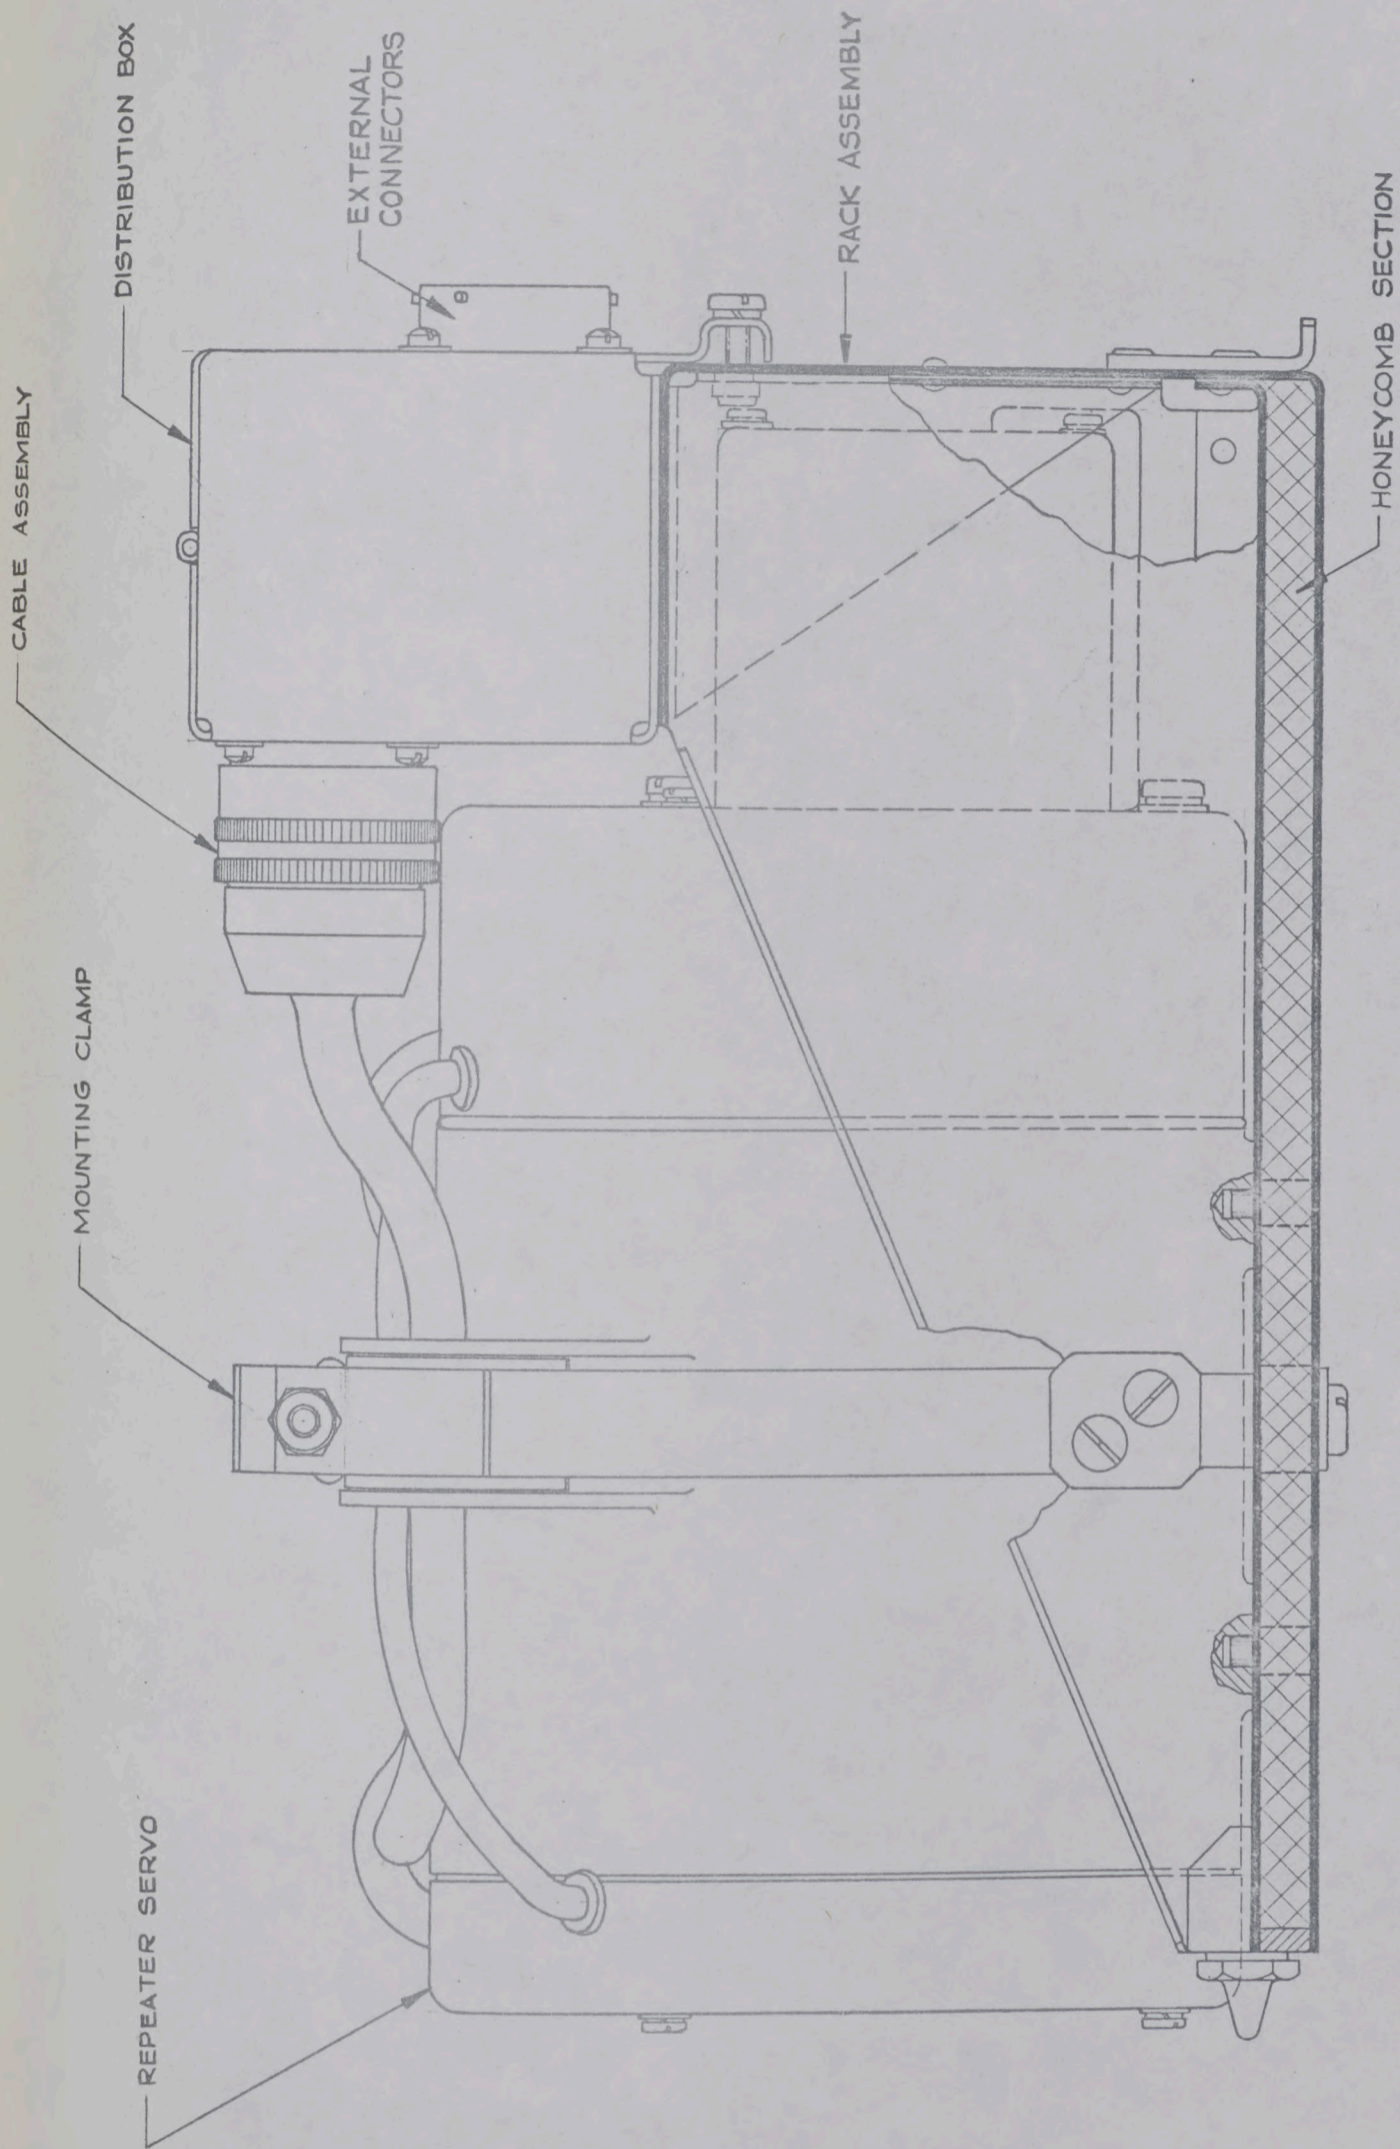 REPEATER SERVO
MOUNTING CLAMP
CABLE ASSEMBLY
DISTRIBUTION BOX
EXTERNAL
CONNECTORS
RACK ASSEMBLY
HONEYCOMB SECTION